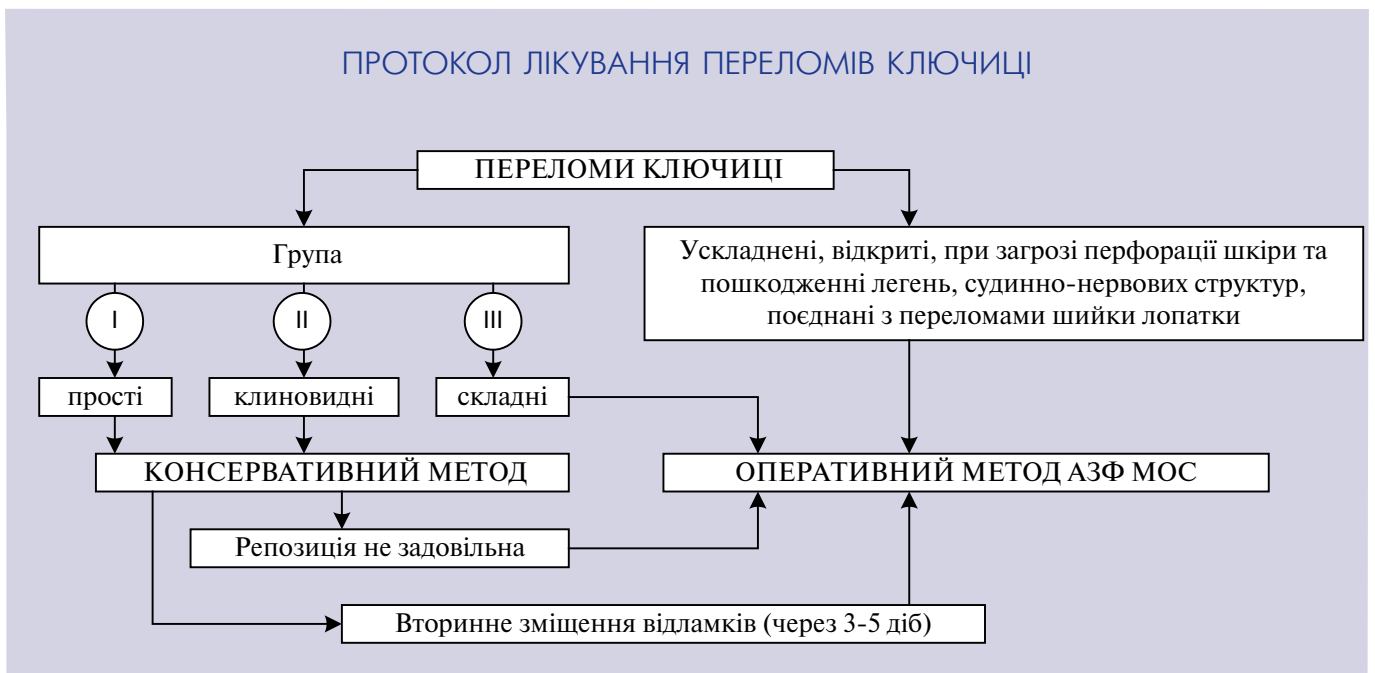 ПРОТОКОЛ ЛІКУВАННЯ ПЕРЕЛОМІВ КЛЮЧИЦІ
ПЕРЕЛОМИ КЛЮЧИЦІ
Група
Ускладнені, відкриті, при загрозі перфорації шкіри та
пошкодженні легень, судинно-нервових структур,
поєднані з переломами шийки лопатки
I
II
III
прості
клиновидні
складні
КОНСЕРВАТИВНИЙ МЕТОД
ОПЕРАТИВНИЙ МЕТОД АЗФ МОС
Репозиція не задовільна
Вторинне зміщення відламків (через 3-5 діб)